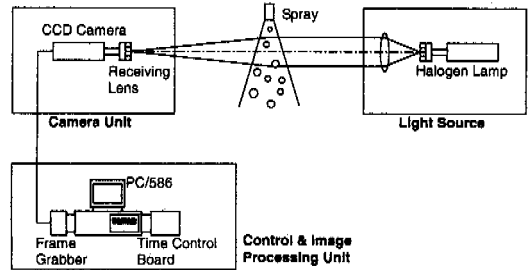 Spray
CCD Camera
Receiving
Lens
Halogen Lamp
Camera Unit
Light Source
PC/586
Frame
Grabber
Time Control
Board
Control & Image
Processing Unit